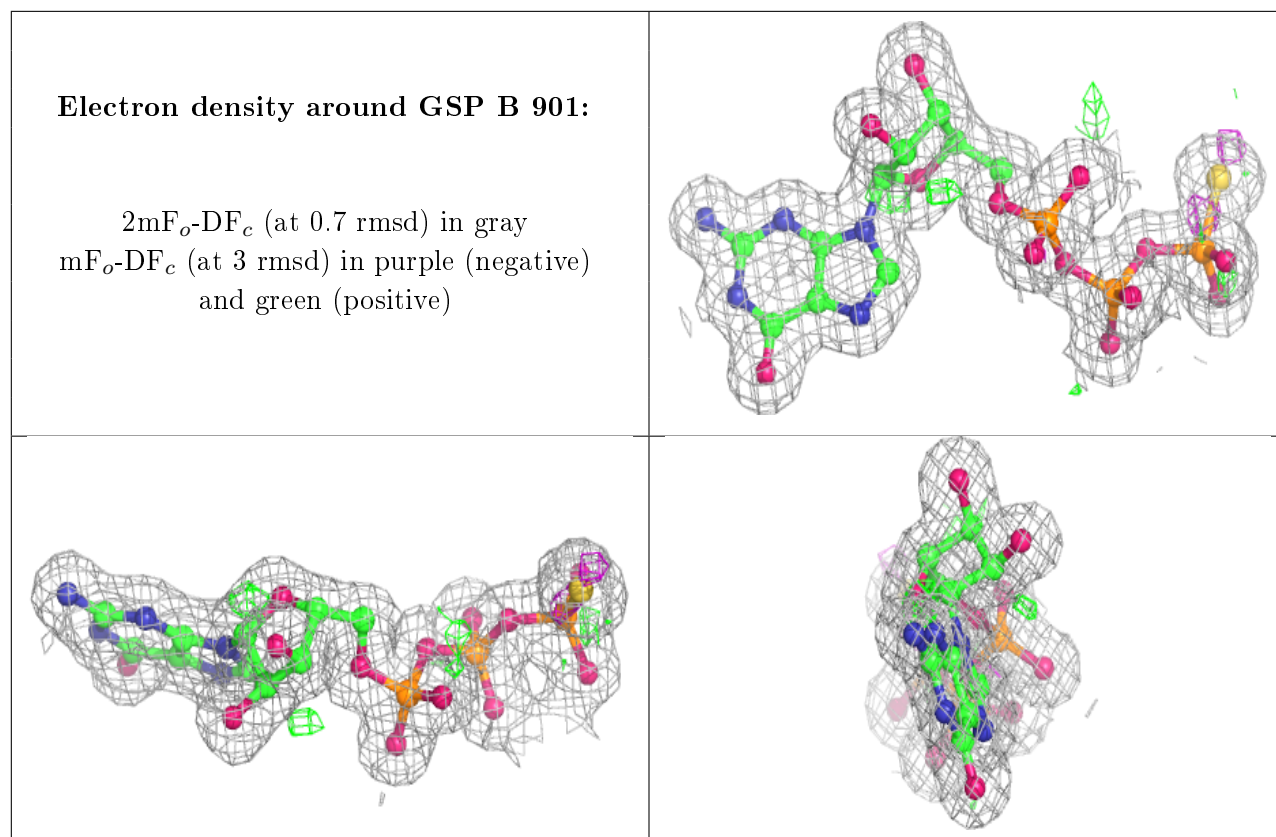 Electron density around GSP B 901:
2mFo-DFc (at 0.7 rmsd) in gray
mFo-DFc (at 3 rmsd) in purple (negative)
and green (positive)